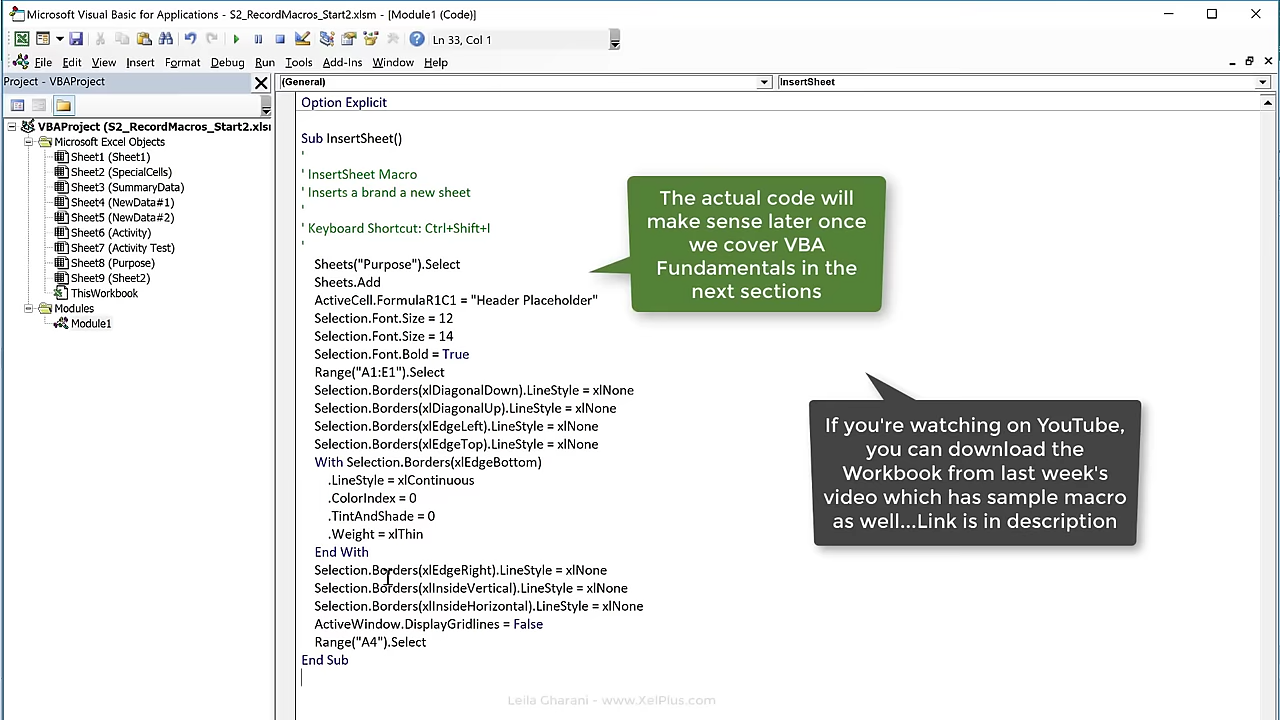 Microsoft Visual Basic for Applications - S2_RecordMacros_Start2.xlsm - [Module1 (Code)]
Ln 33, Col 1
File Edit View Insert Format Debug Run Tools Add-Ins Window Help
Project - VBAProject
(General)
InsertSheet
VBAProject (S2_RecordMacros_Start2.xlsm
Microsoft Excel Objects
Sheet1 (Sheet1)
Sheet2 (SpecialCells)
Sheet3 (SummaryData)
Sheet4 (NewData#1)
Sheet5 (NewData#2)
Sheet6 (Activity)
Sheet7 (Activity Test)
Sheet8 (Purpose)
Sheet9 (Sheet2)
ThisWorkbook
Modules
Module1
Option Explicit
Sub InsertSheet()
'
' InsertSheet Macro
' Inserts a brand a new sheet
'
' Keyboard Shortcut: Ctrl+Shift+I
'
Sheets("Purpose").Select
Sheets.Add
ActiveCell.FormulaR1C1 = "Header Placeholder"
Selection.Font.Size = 12
Selection.Font.Size = 14
Selection.Font.Bold = True
Range("A1:E1").Select
Selection.Borders(xlDiagonalDown).LineStyle = xlNone
Selection.Borders(xlDiagonalUp).LineStyle = xlNone
Selection.Borders(xlEdgeLeft).LineStyle = xlNone
Selection.Borders(xlEdgeTop).LineStyle = xlNone
With Selection.Borders(xlEdgeBottom)
.LineStyle = xlContinuous
.ColorIndex = 0
.TintAndShade = 0
.Weight = xlThin
End With
Selection.Borders(xlEdgeRight).LineStyle = xlNone
Selection.Borders(xlInsideVertical).LineStyle = xlNone
Selection.Borders(xlInsideHorizontal).LineStyle = xlNone
ActiveWindow.DisplayGridlines = False
Range("A4").Select
End Sub
The actual code will
make sense later once
we cover VBA
Fundamentals in the
next sections
If you're watching on YouTube,
you can download the
Workbook from last week's
video which has sample macro
as well...Link is in description
Leila Gharani - www.XelPlus.com